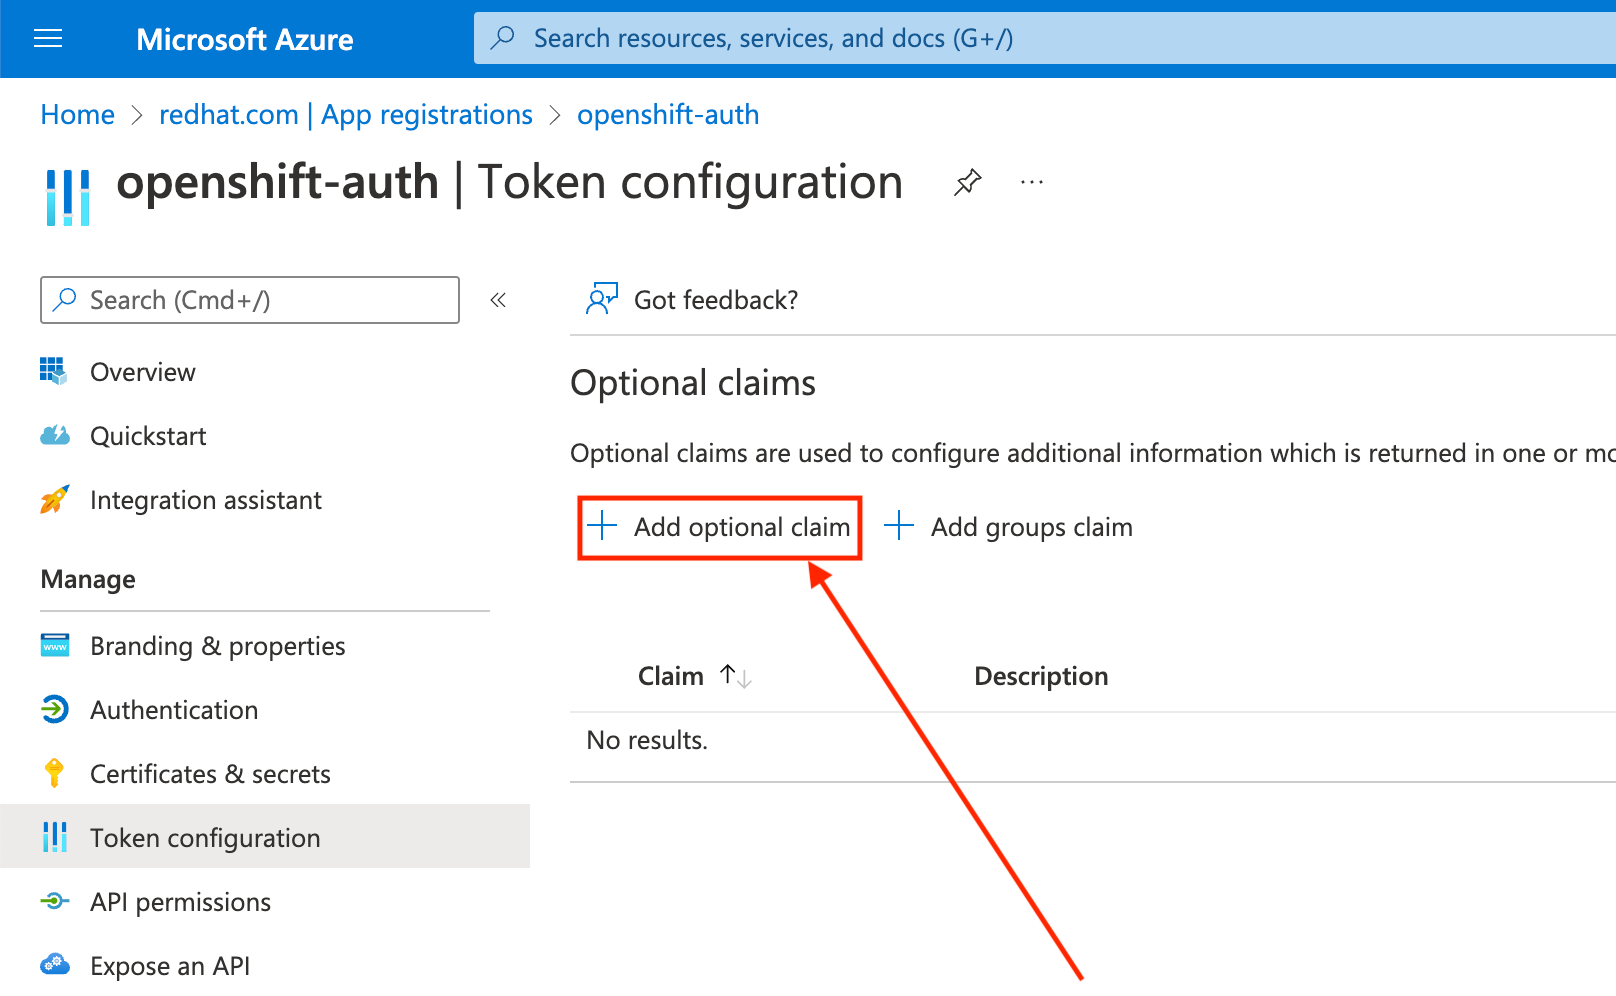 Microsoft Azure
Search resources, services, and docs (G+/)
Home > redhat.com | App registrations > openshift-auth
openshift-auth | Token configuration
Search (Cmd+/)
Got feedback?
Overview
Quickstart
Integration assistant
Manage
Branding & properties
Authentication
Certificates & secrets
Token configuration
API permissions
Expose an API
Optional claims
Optional claims are used to configure additional information which is returned in one or mo
Add optional claim
Add groups claim
Claim
Description
No results.